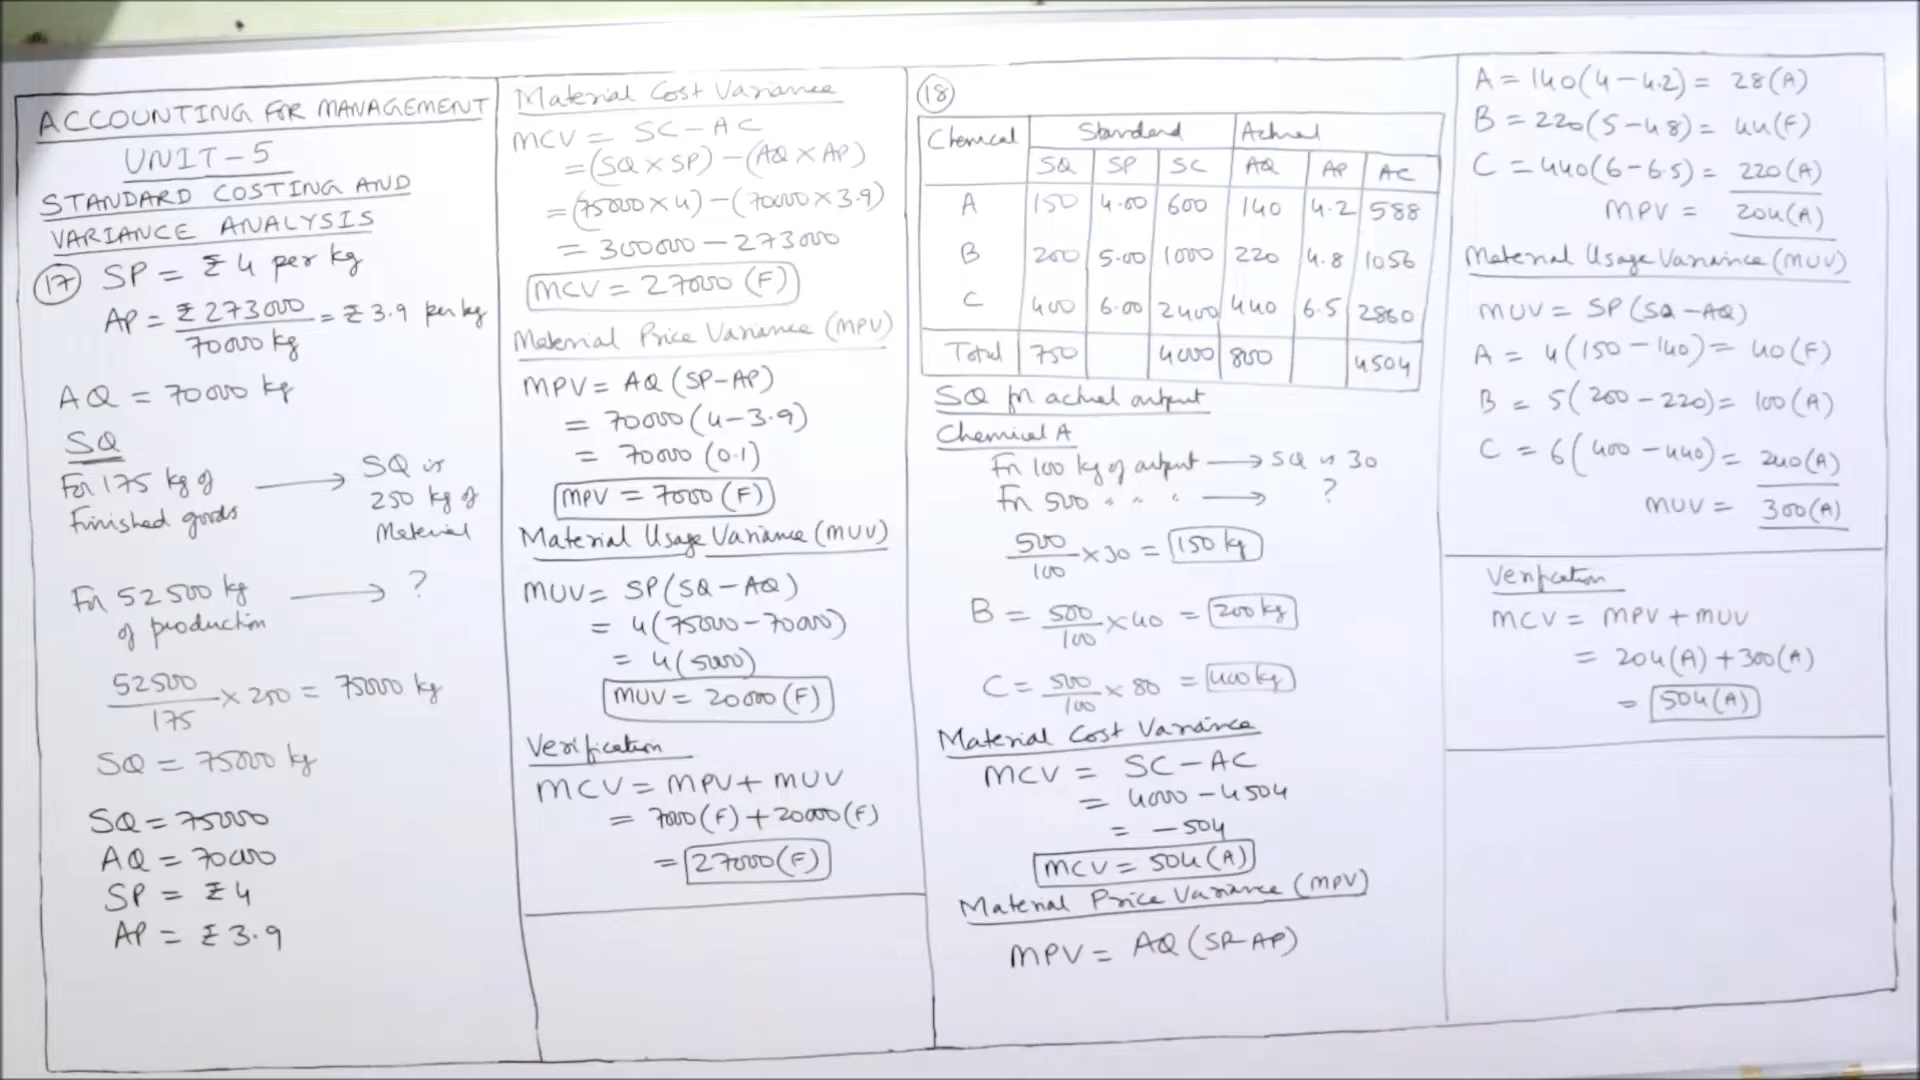 ACCOUNTING FOR MANAGEMENT
UNIT-5
STANDARD COSTING AND
VARIANCE ANALYSIS
17 SP = ₹ 4 per kg
AP = ₹ 273000 / 70000 kg = ₹ 3.9 per kg
AQ = 70000 kg
SQ
For 175 kg of Finished goods → SQ is 250 kg of Material
For 52500 kg of production → ?
52500 / 175 × 250 = 75000 kg
SQ = 75000 kg
SQ = 75000
AQ = 70000
SP = ₹ 4
AP = ₹ 3.9
Material Cost Variance
MCV = SC - AC
= (SQ × SP) - (AQ × AP)
= (75000 × 4) - (70000 × 3.9)
= 300000 - 273000
MCV = 27000 (F)
Material Price Variance (MPV)
MPV = AQ (SP - AP)
= 70000 (4 - 3.9)
= 70000 (0.1)
MPV = 7000 (F)
Material Usage Variance (MUV)
MUV = SP (SQ - AQ)
= 4 (75000 - 70000)
= 4 (5000)
MUV = 20000 (F)
Verification
MCV = MPV + MUV
= 7000 (F) + 20000 (F)
= 27000 (F)
18
Chemical Standard Actual
SQ SP SC AQ AP AC
A 150 4.00 600 140 4.2 588
B 200 5.00 1000 220 4.8 1056
C 400 6.00 2400 440 6.5 2860
Total 750 4000 800 4504
SQ for actual output
Chemical A
For 100 kg of output → SQ is 30
For 500 " " " → ?
500 / 100 × 30 = 150 kg
B = 500 / 100 × 40 = 200 kg
C = 500 / 100 × 80 = 400 kg
Material Cost Variance
MCV = SC - AC
= 4000 - 4504
= - 504
MCV = 504 (A)
Material Price Variance (MPV)
MPV = AQ (SP - AP)
A = 140 (4 - 4.2) = 28 (A)
B = 220 (5 - 4.8) = 44 (F)
C = 440 (6 - 6.5) = 220 (A)
MPV = 204 (A)
Material Usage Variance (MUV)
MUV = SP (SQ - AQ)
A = 4 (150 - 140) = 40 (F)
B = 5 (200 - 220) = 100 (A)
C = 6 (400 - 440) = 240 (A)
MUV = 300 (A)
Verification
MCV = MPV + MUV
= 204 (A) + 300 (A)
= 504 (A)